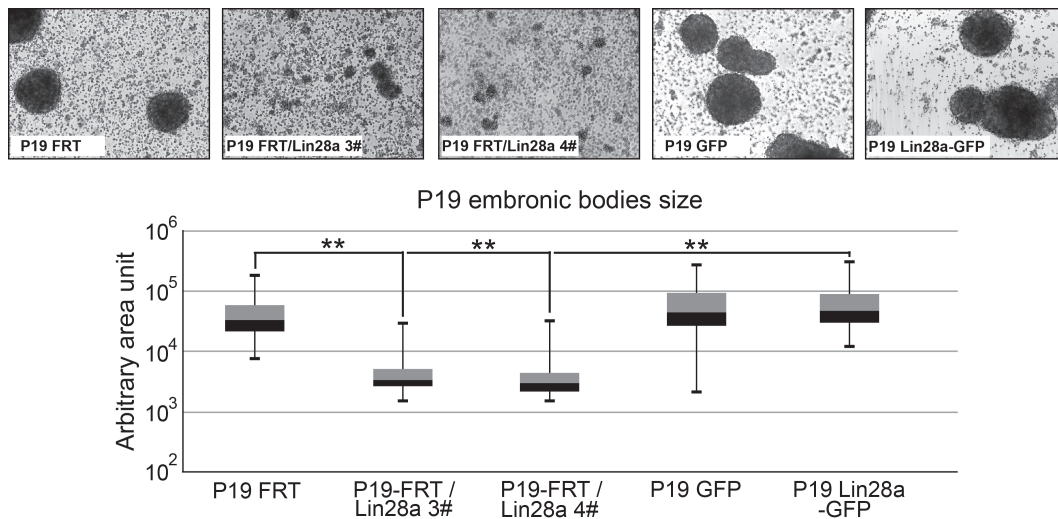 P19 FRT
P19 FRT/Lin28a 3#
P19 FRT/Lin28a 4#
P19 GFP
P19 Lin28a-GFP
P19 embronic bodies size
Arbitrary area unit
10^6
10^5
10^4
10^3
10^2
**
**
**
P19 FRT
P19-FRT /
Lin28a 3#
P19-FRT /
Lin28a 4#
P19 GFP
P19 Lin28a
-GFP